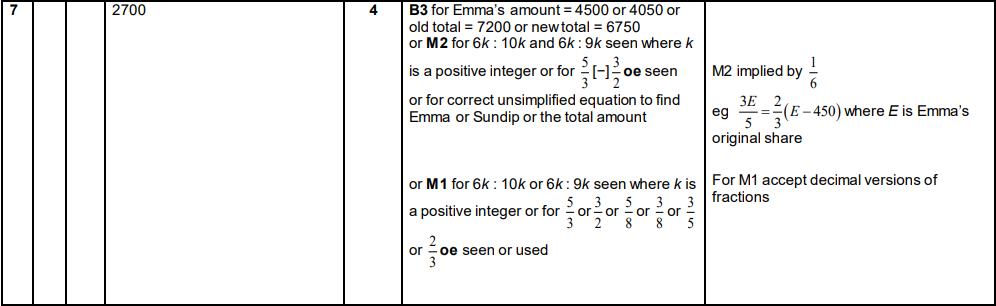 7
2700
4
B3 for Emma's amount = 4500 or 4050 or
old total = 7200 or new total = 6750
or M2 for 6k : 10k and 6k : 9k seen where k
is a positive integer or for 5/3 [–] 3/2 oe seen
or for correct unsimplified equation to find
Emma or Sundip or the total amount
or M1 for 6k : 10k or 6k : 9k seen where k is
a positive integer or for 5/3 or 3/2 or 5/8 or 3/8 or 3/5
or 2/3 oe seen or used
M2 implied by 1/6
eg 3E/5 = 2/3 (E – 450) where E is Emma's
original share
For M1 accept decimal versions of
fractions